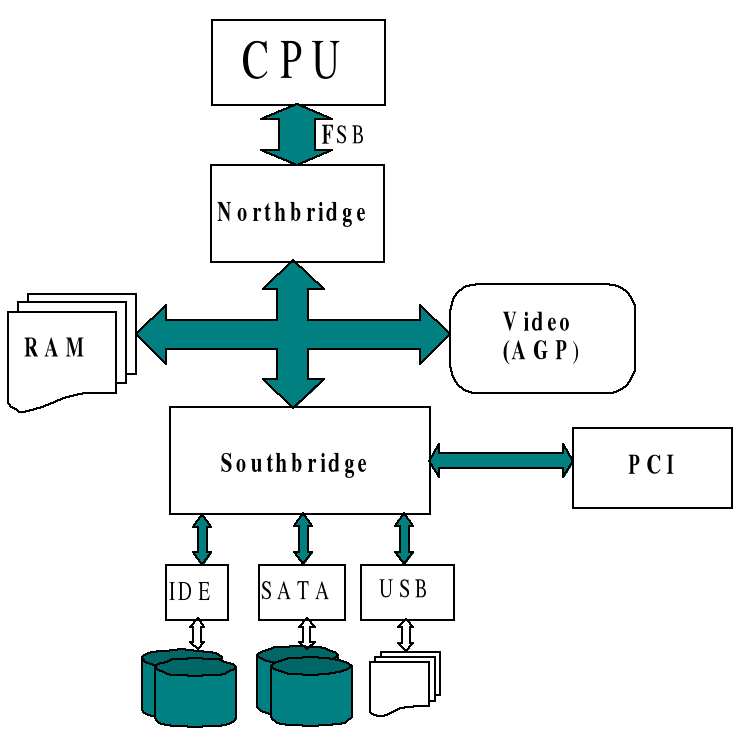 CPU
FSB
Northbridge
RAM
Video
(AGP)
Southbridge
PCI
IDE
SATA
USB